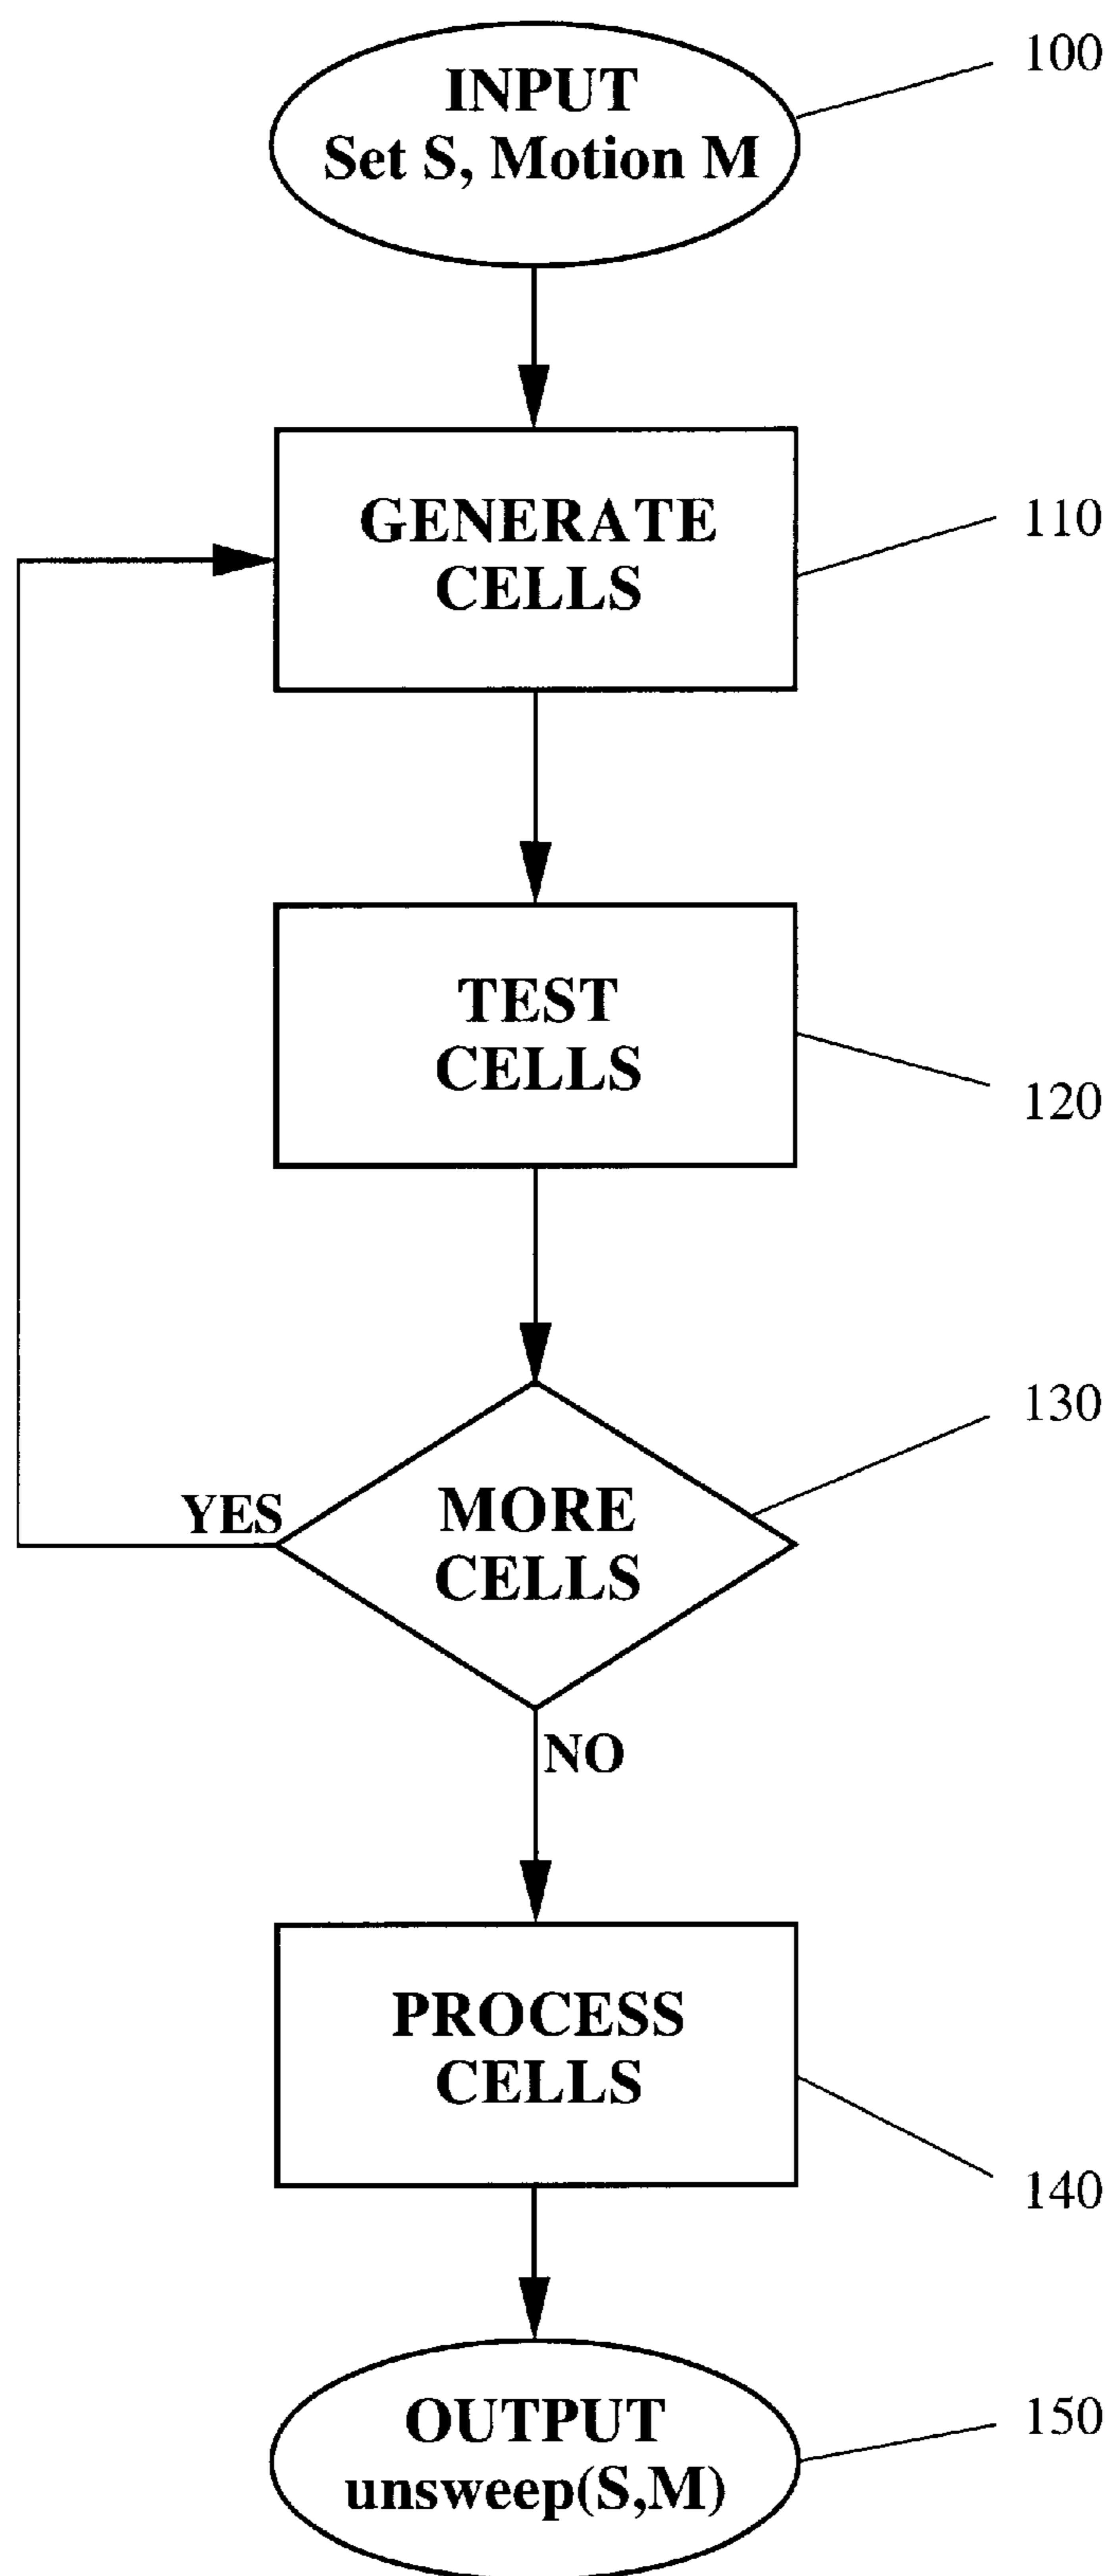 INPUT
Set S, Motion M
100
GENERATE
CELLS
110
TEST
CELLS
120
130
YES
MORE
CELLS
NO
PROCESS
CELLS
140
OUTPUT
unsweep(S,M)
150